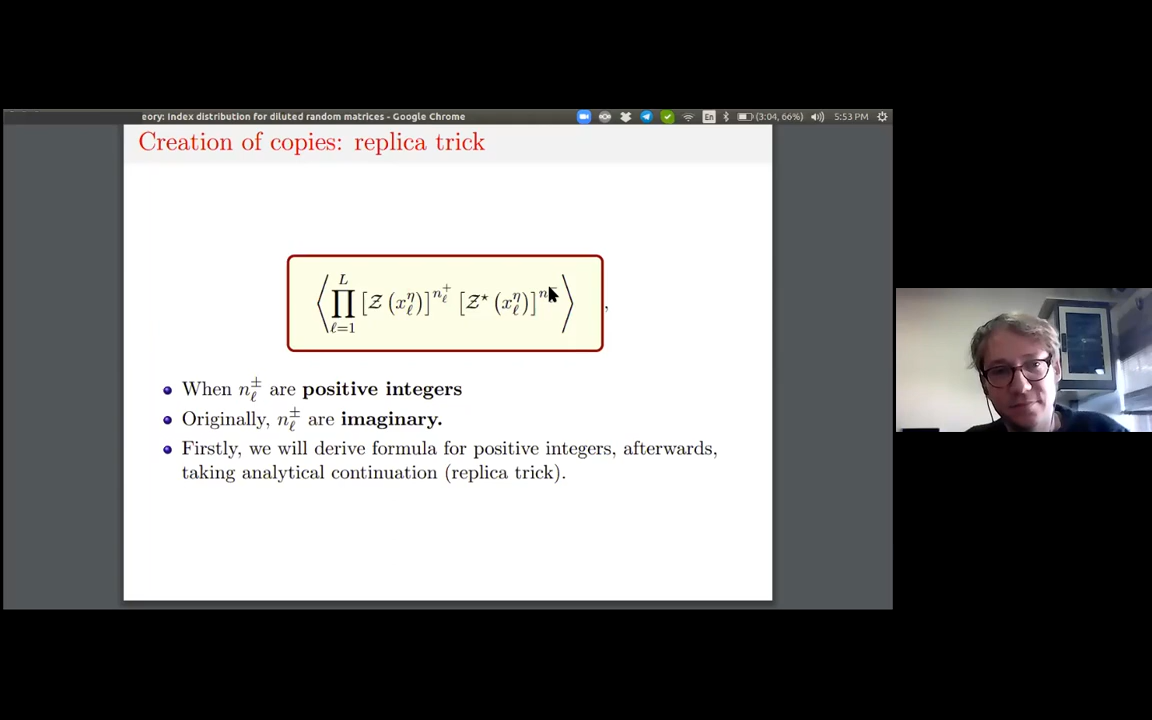 eory: Index distribution for diluted random matrices - Google Chrome
En (3:04, 66%) 5:53 PM
Creation of copies: replica trick
⟨∏_{ℓ=1}^{L} [𝒵(x_ℓ^η)]^{n_ℓ^+} [𝒵⋆(x_ℓ^η)]^{n}⟩,
When n_ℓ^± are positive integers
Originally, n_ℓ^± are imaginary.
Firstly, we will derive formula for positive integers, afterwards,
taking analytical continuation (replica trick).